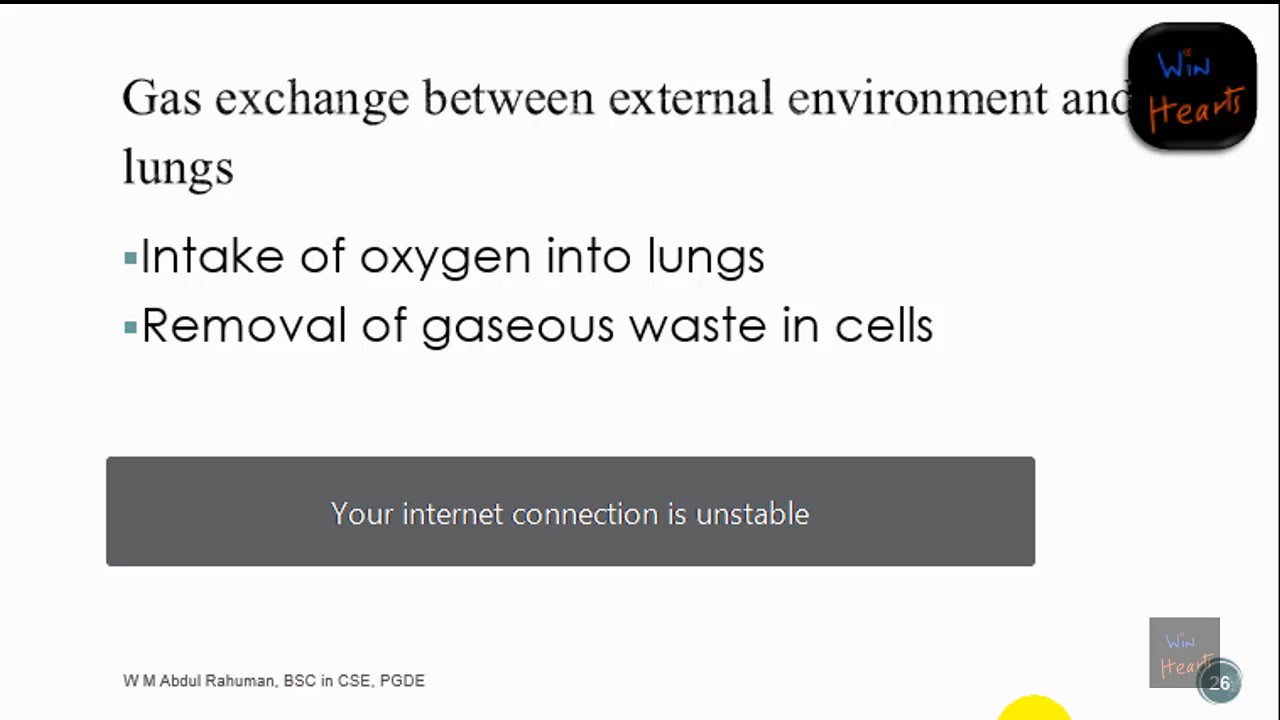 Gas exchange between external environment and
lungs
Win
Hearts
▪Intake of oxygen into lungs
▪Removal of gaseous waste in cells
Your internet connection is unstable
Win
Hearts
W M Abdul Rahuman, BSC in CSE, PGDE
26